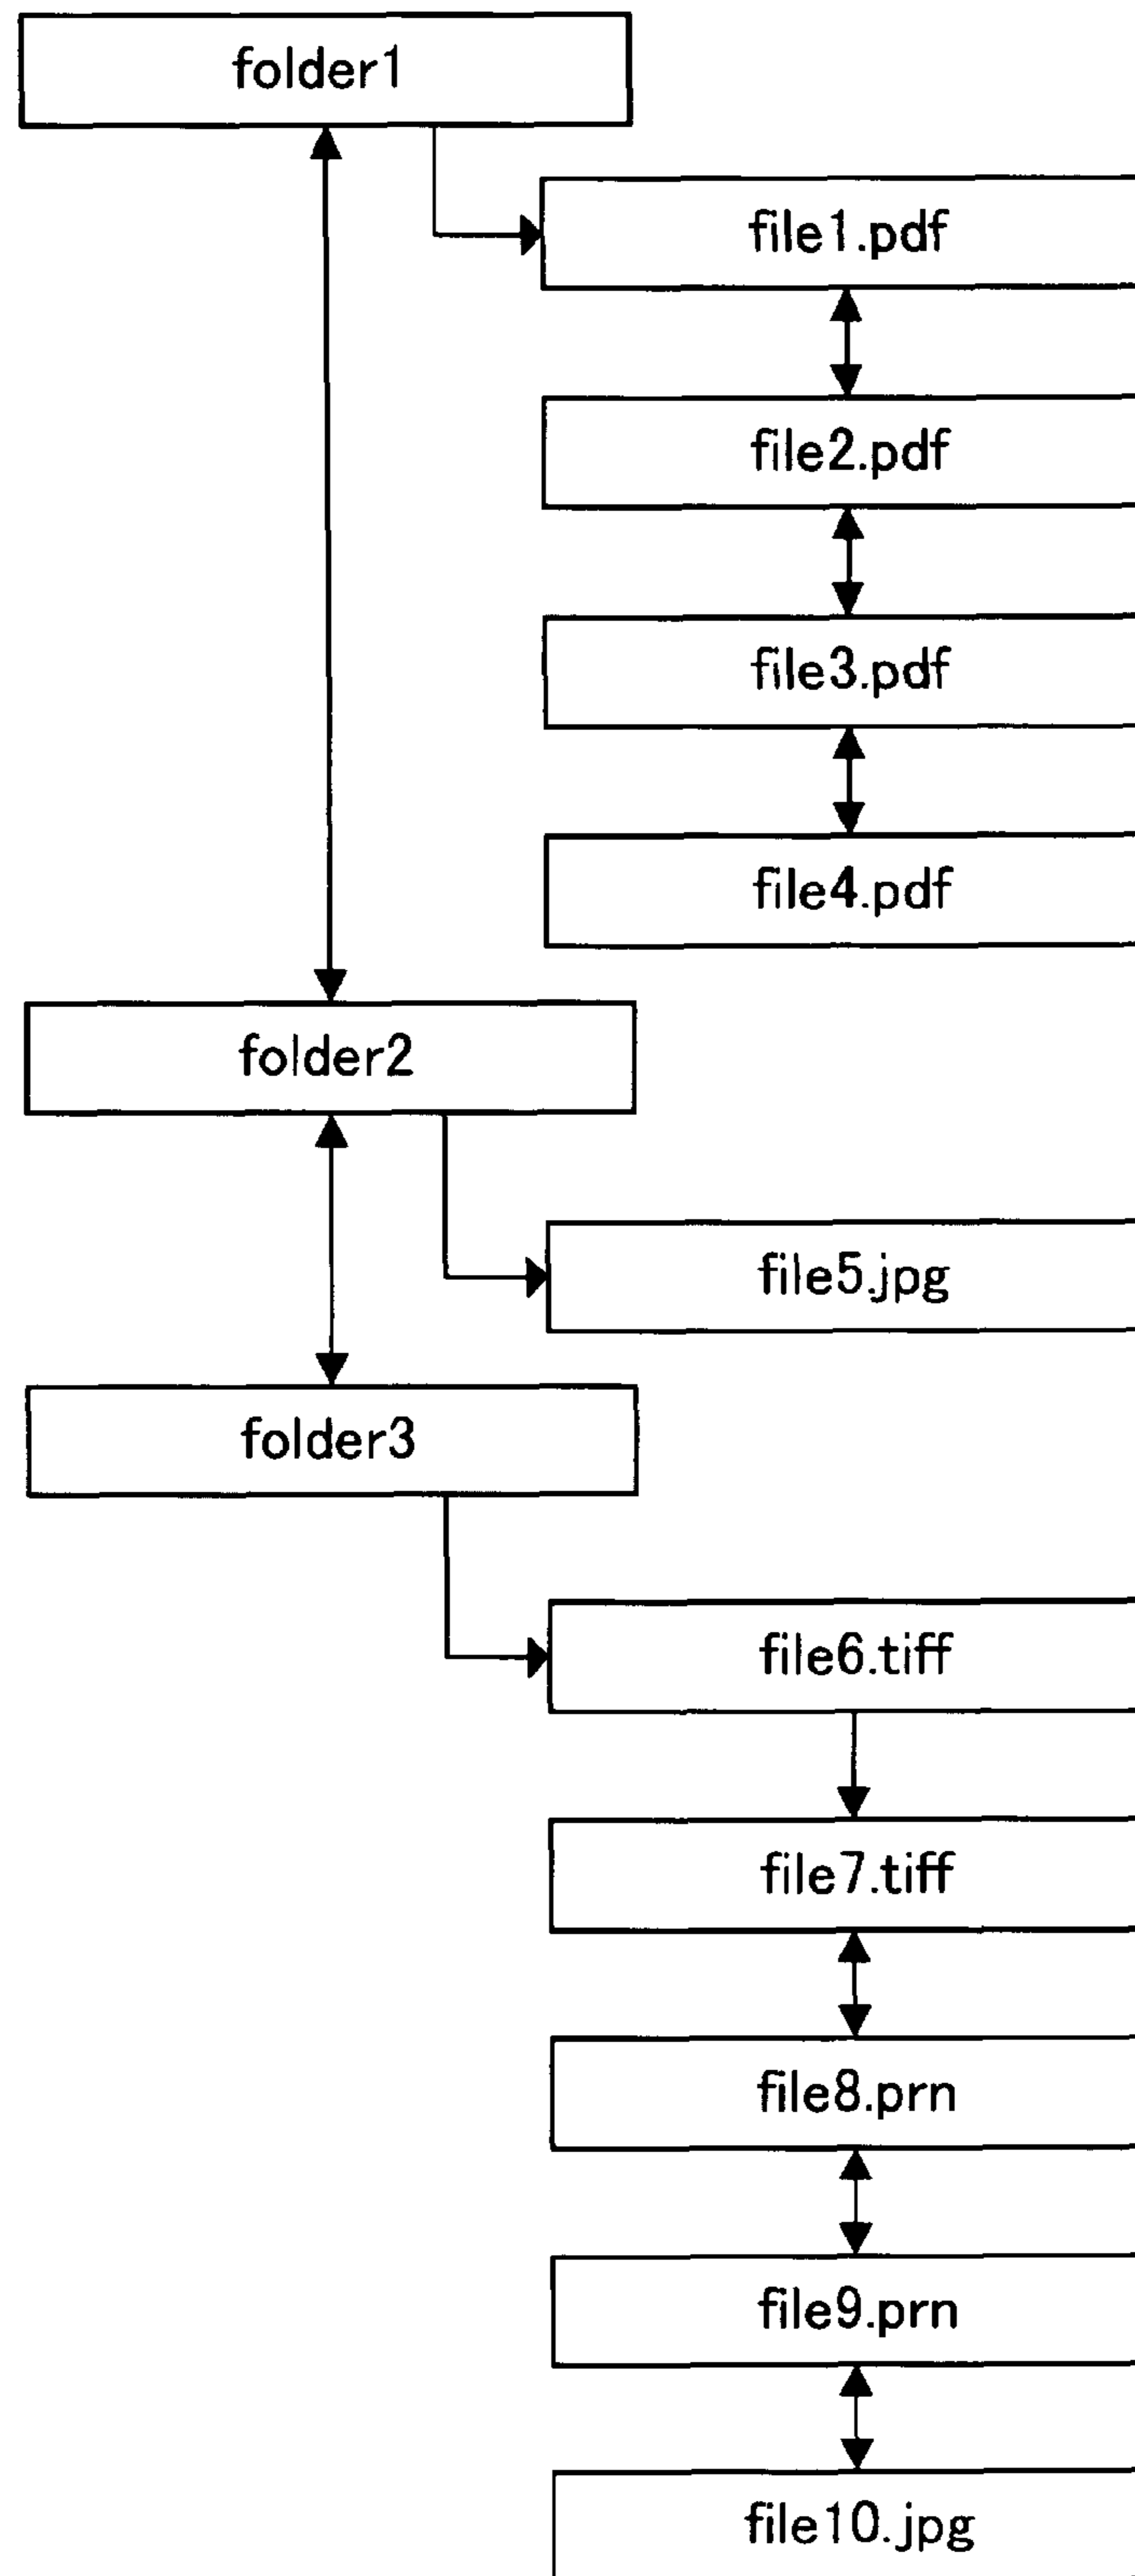 folder1
file1.pdf
file2.pdf
file3.pdf
file4.pdf
folder2
file5.jpg
folder3
file6.tiff
file7.tiff
file8.prn
file9.prn
file10.jpg